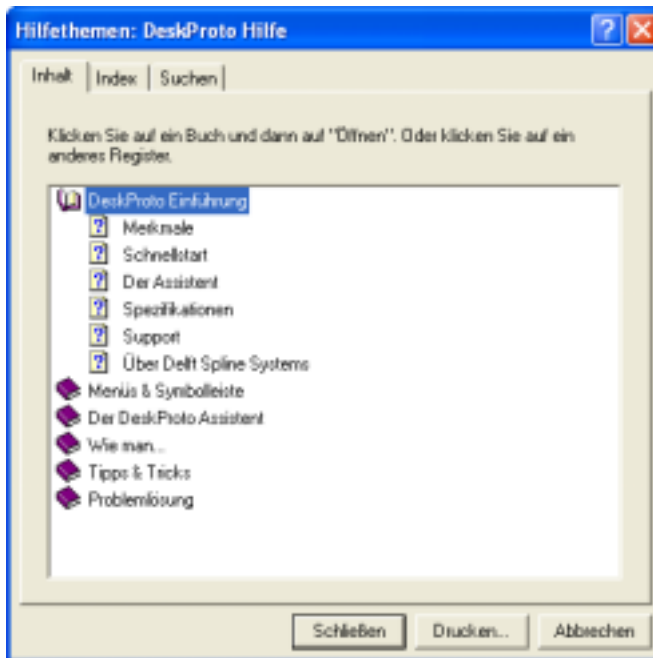 Hilfethemen: DeskProto Hilfe
Inhalt Index Suchen
Klicken Sie auf ein Buch und dann auf "Öffnen". Oder klicken Sie auf ein
anderes Register.
DeskProto Einführung
Merkmale
Schnellstart
Der Assistent
Spezifikationen
Support
Über Delft Spline Systems
Menüs & Symbolleiste
Der DeskProto Assistent
Wie man...
Tipps & Tricks
Problemlösung
Schließen Drucken... Abbrechen